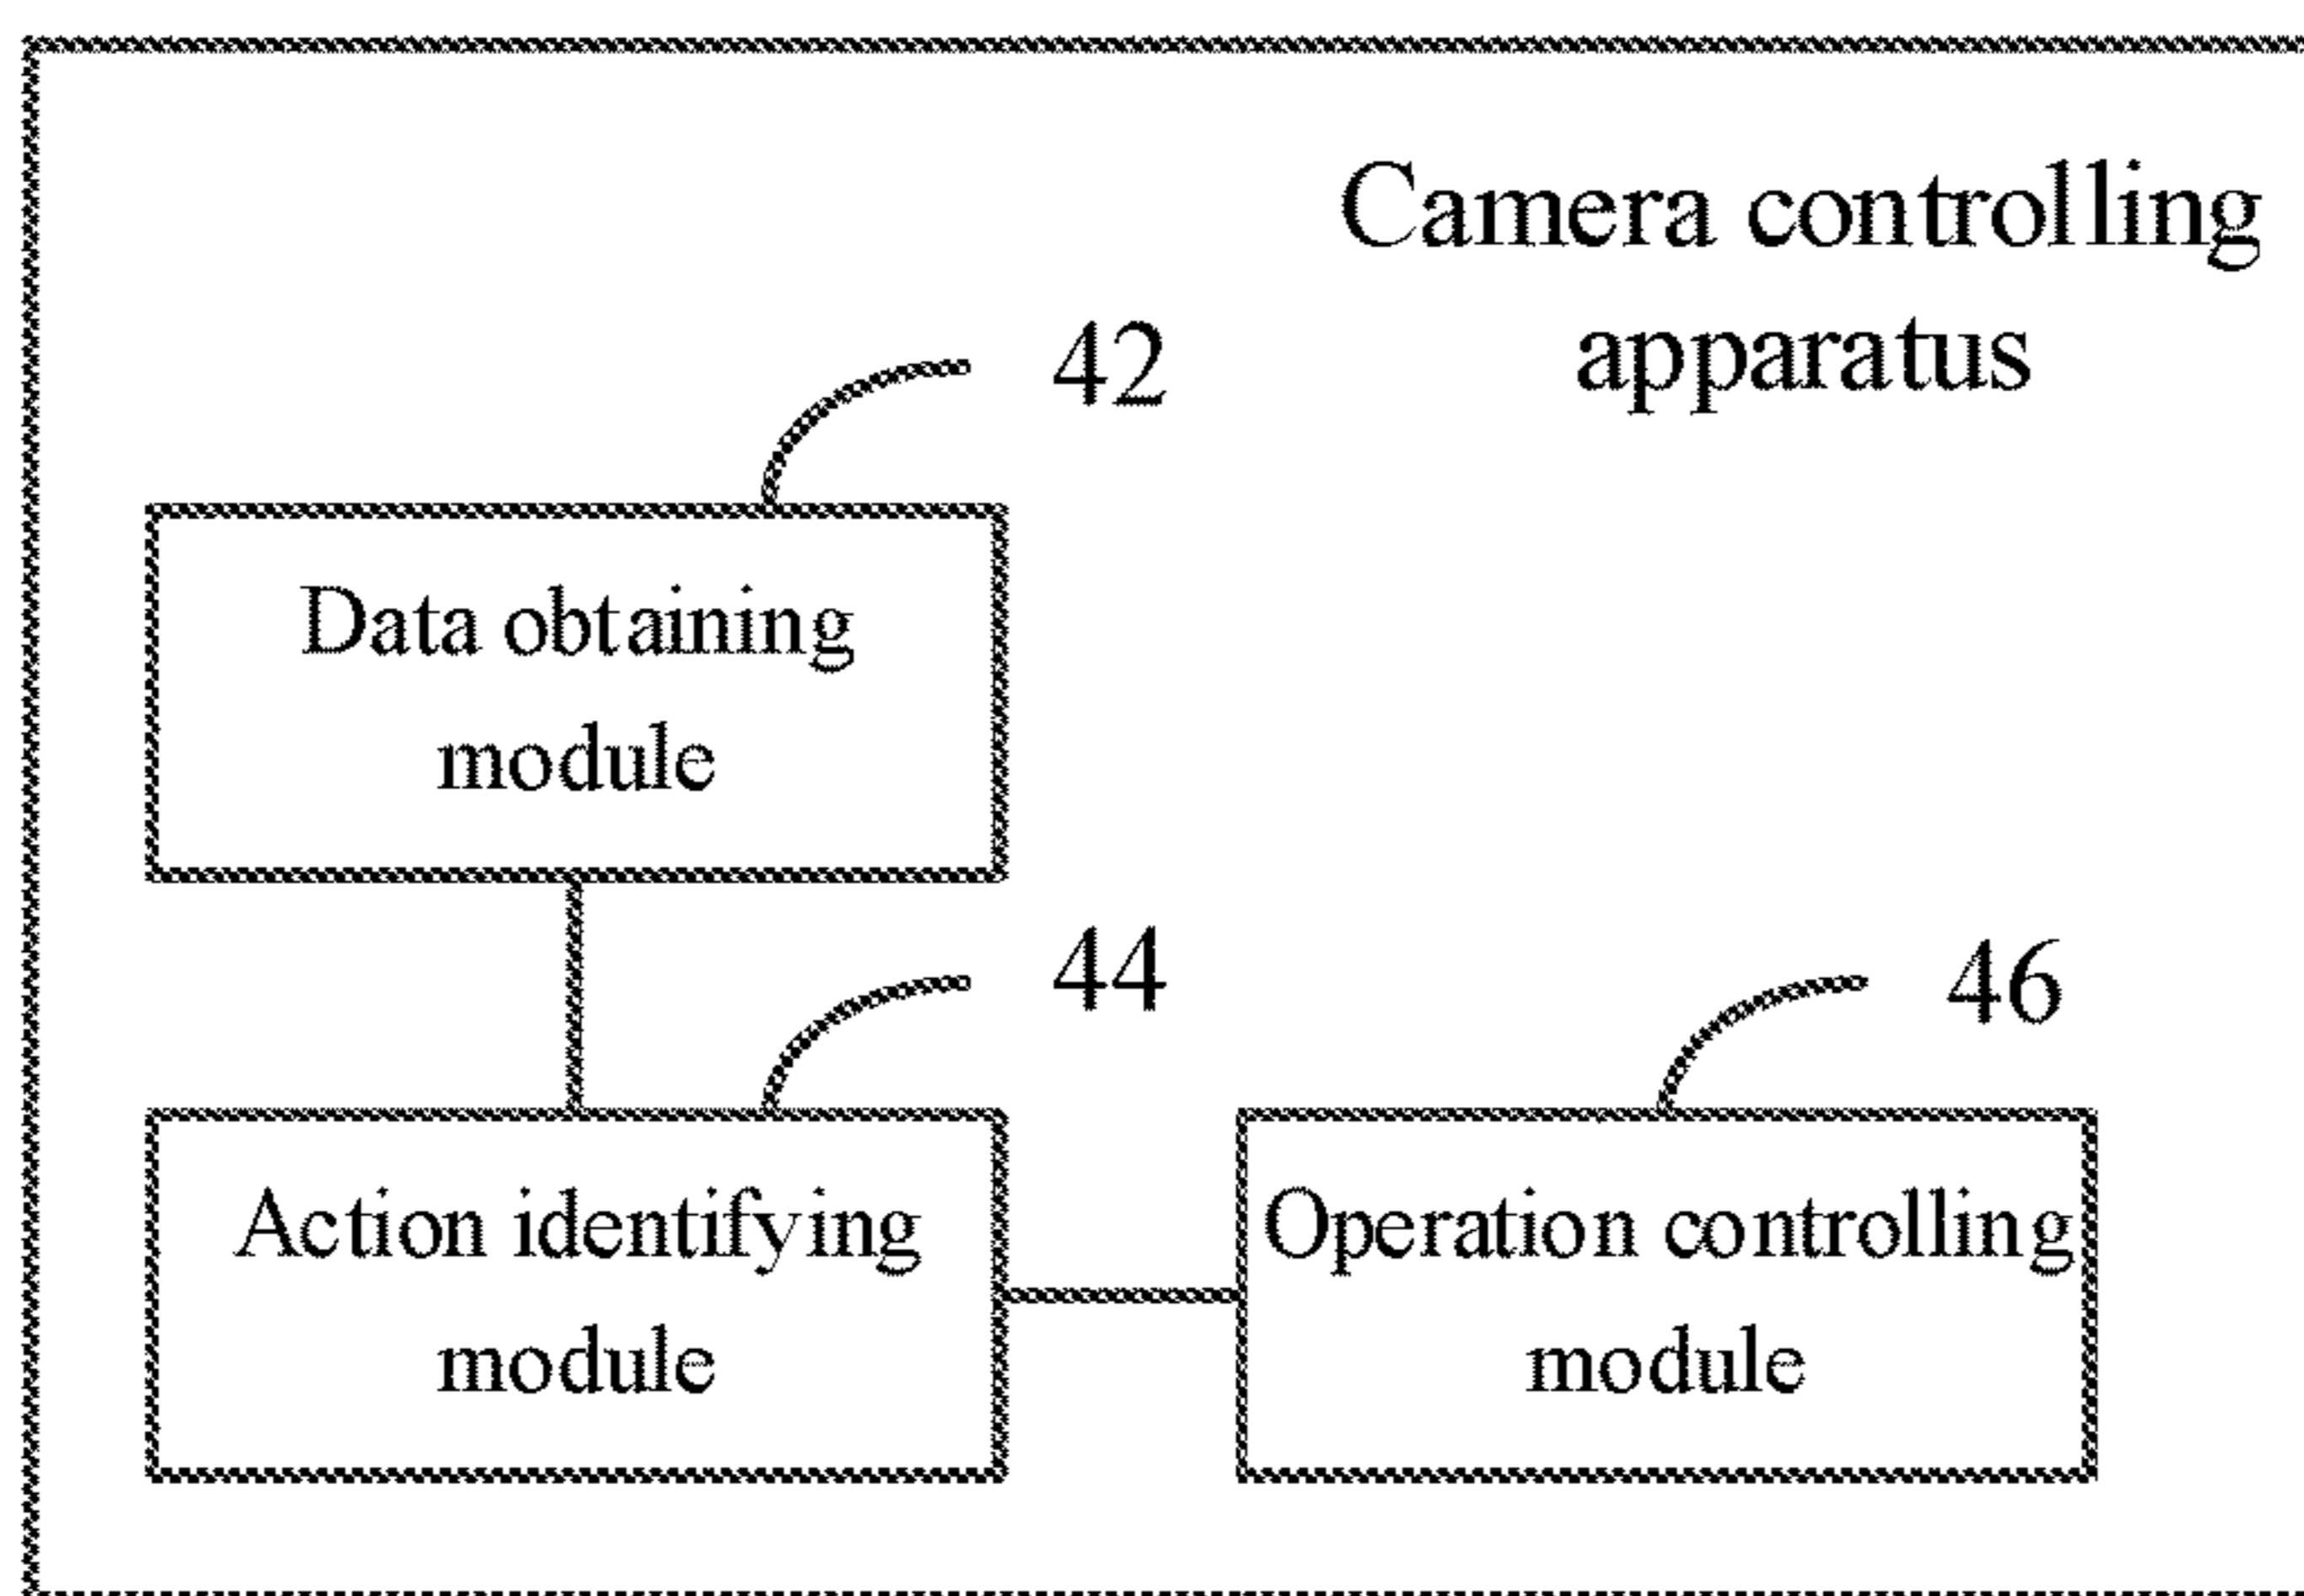 Camera controlling
apparatus
42
Data obtaining
module
44
46
Action identifying
module
Operation controlling
module